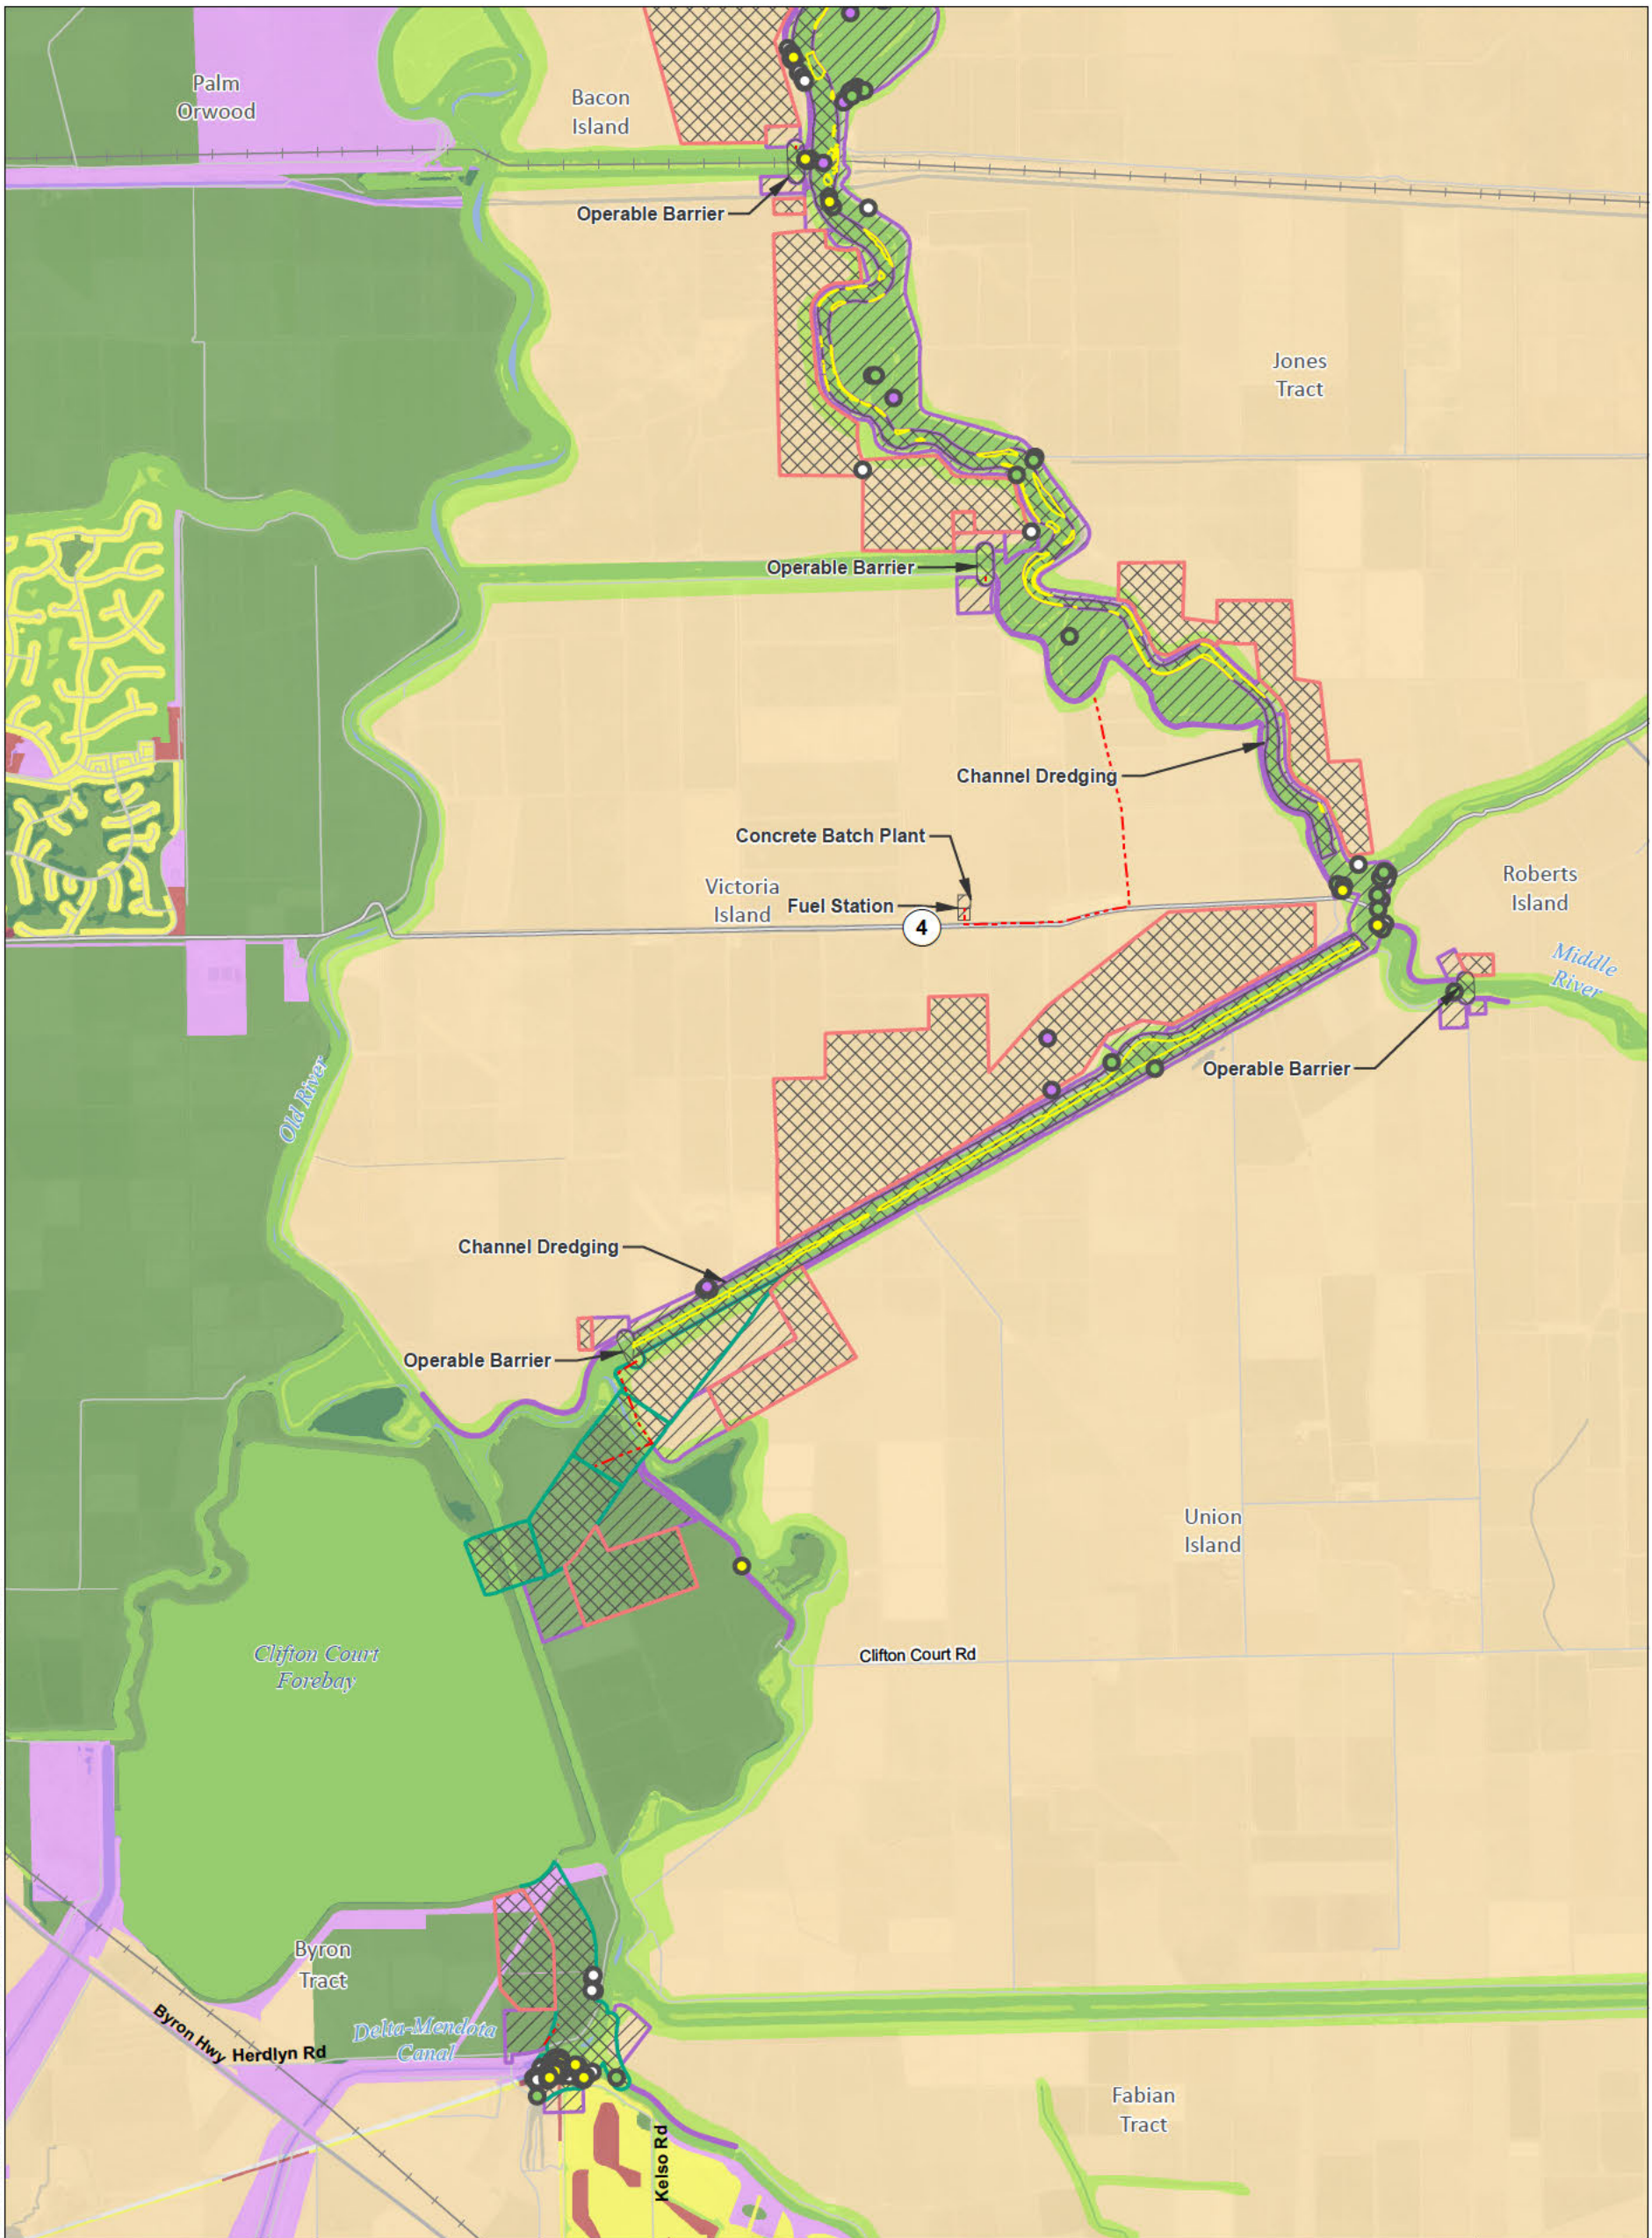 Palm
Orwood
Bacon
Island
Operable Barrier
Jones
Tract
Operable Barrier
Channel Dredging
Concrete Batch Plant
Victoria
Island
Fuel Station
4
Roberts
Island
Middle
River
Operable Barrier
Old River
Channel Dredging
Operable Barrier
Union
Island
Clifton Court
Forebay
Clifton Court Rd
Byron
Tract
Byron Hwy
Herdlyn Rd
Delta-Mendota
Canal
Kelso Rd
Fabian
Tract